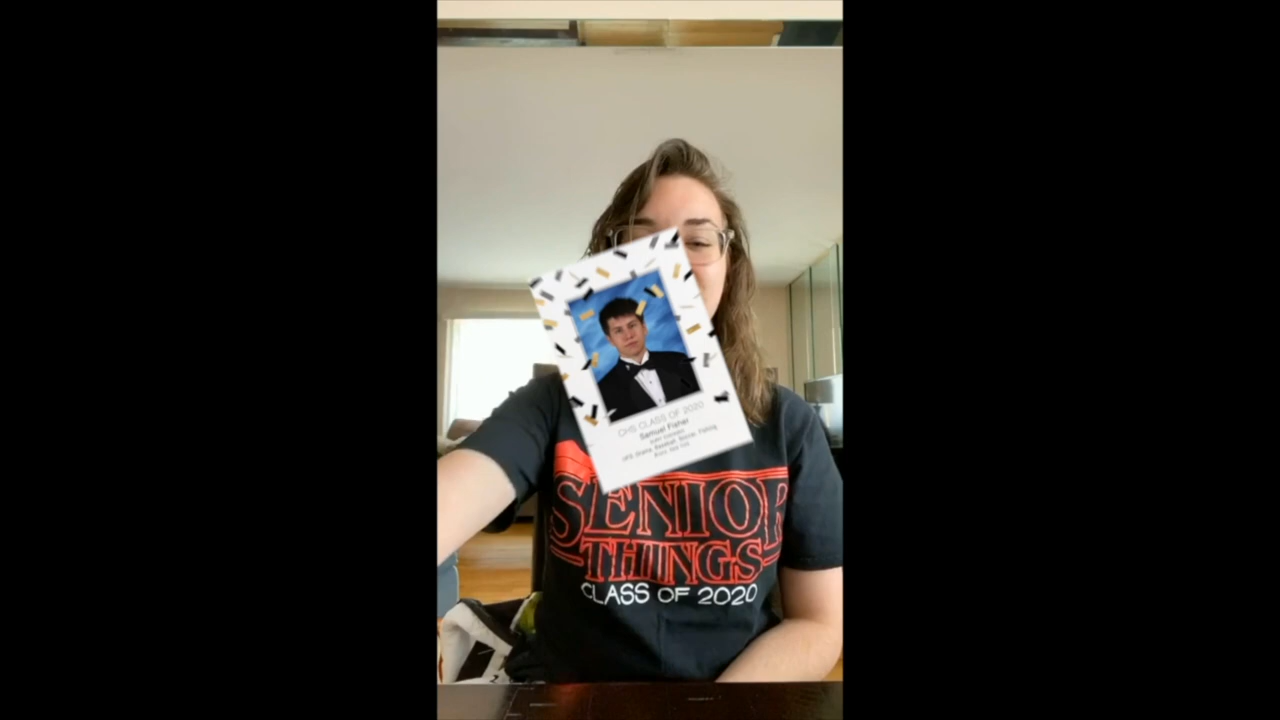 CHS CLASS OF 2020
Samuel Fisher
SENIOR
THINGS
CLASS OF 2020